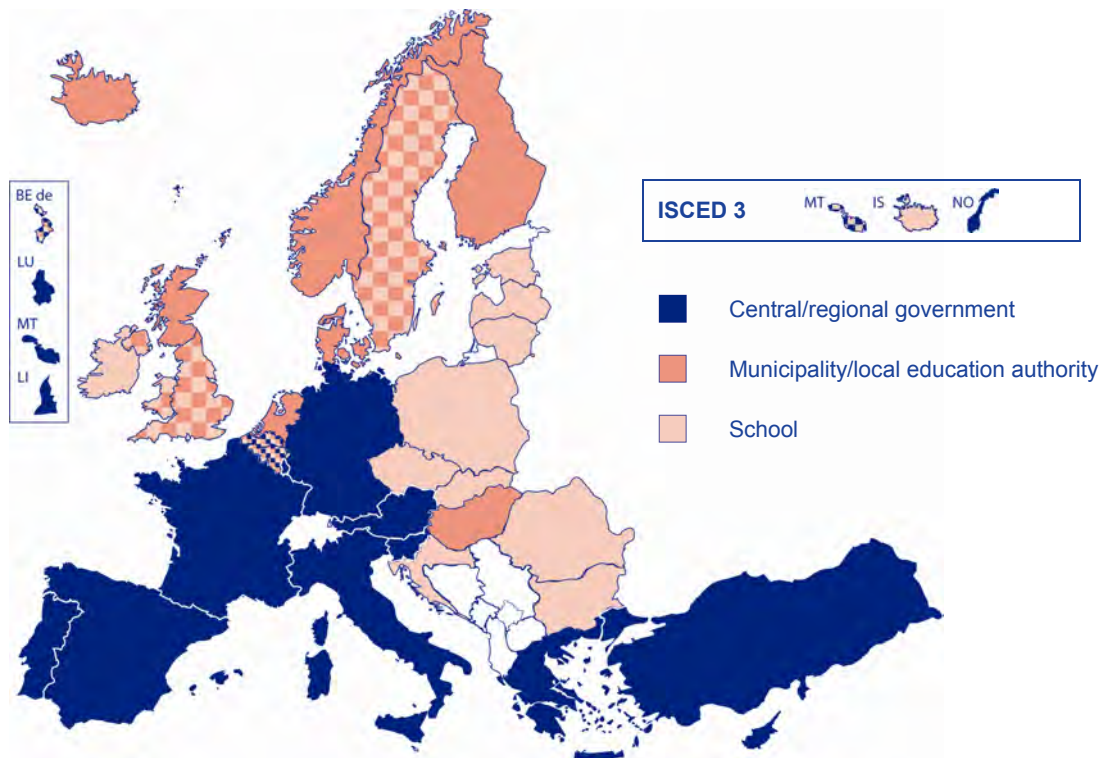 BE de
LU
MT
LI
ISCED 3 MT IS NO
Central/regional government
Municipality/local education authority
School